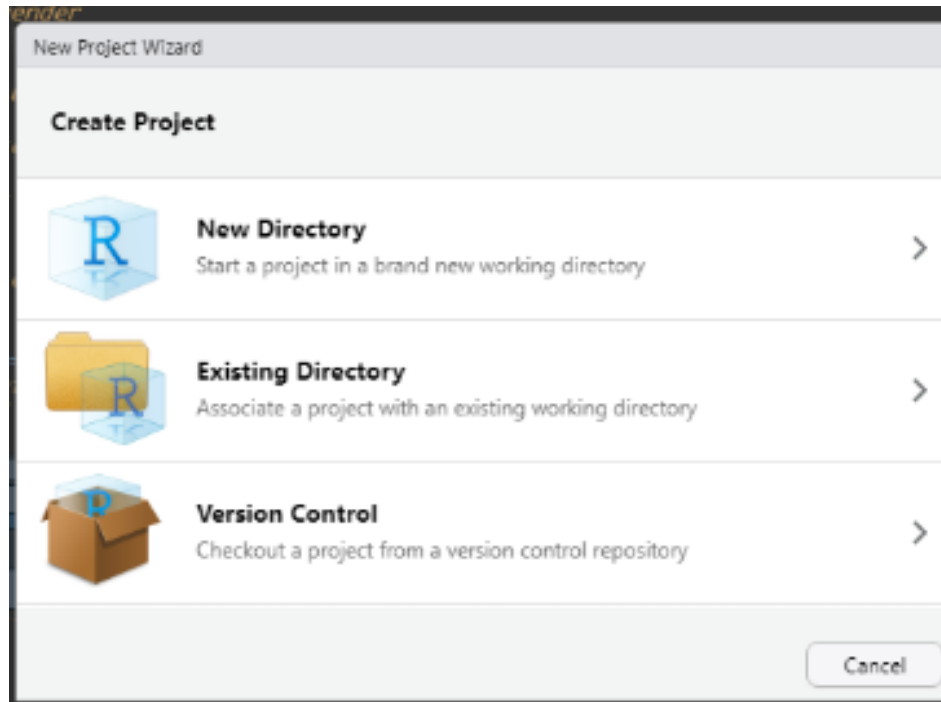 ender
New Project Wizard
Create Project
R
New Directory
Start a project in a brand new working directory
R
Existing Directory
Associate a project with an existing working directory
R
Version Control
Checkout a project from a version control repository
Cancel